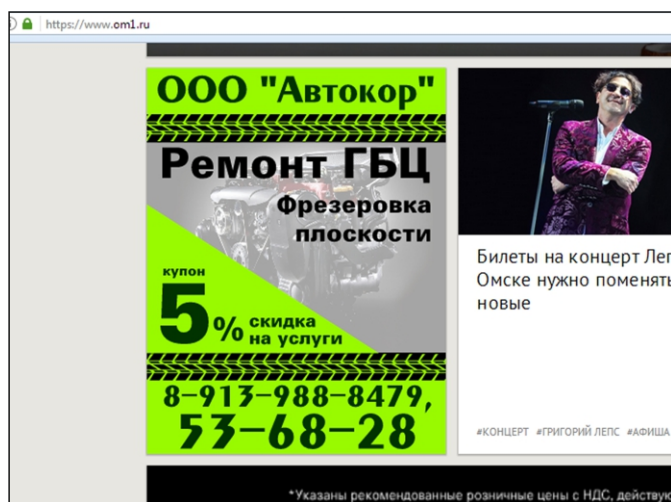 https://www.om1.ru
ООО "Автокор"
Ремонт ГБЦ
Фрезеровка
плоскости
купон
5% скидка
на услуги
8-913-988-8479,
53-68-28
Билеты на концерт
Омске нужно поменять
новые
#КОНЦЕРТ #ГРИГОРИЙ ЛЕПС #АФИША
*Указаны рекомендованные розничные цены с НДС,